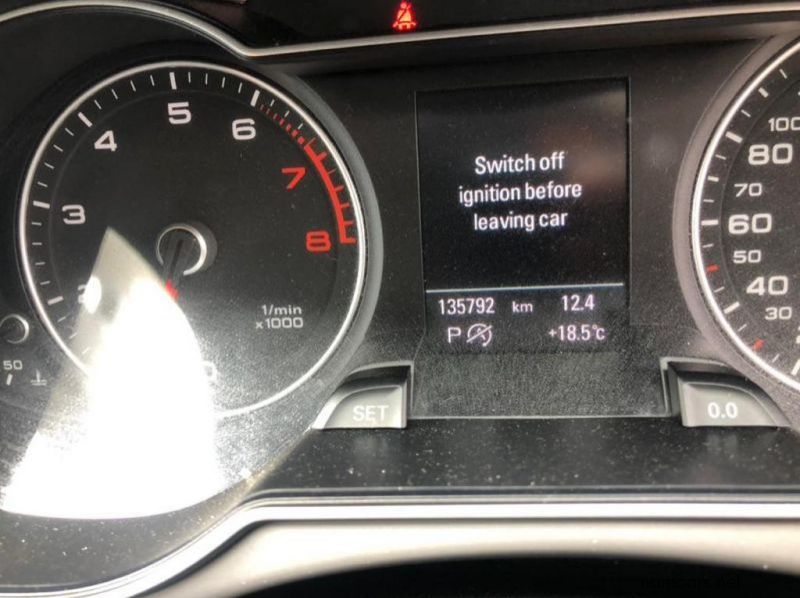 5
4
6
3
7
8
2
1/min
x1000
50
Switch off
ignition before
leaving car
135792 km 12.4
P +18.5°c
SET
0.0
100
80
70
60
50
40
30